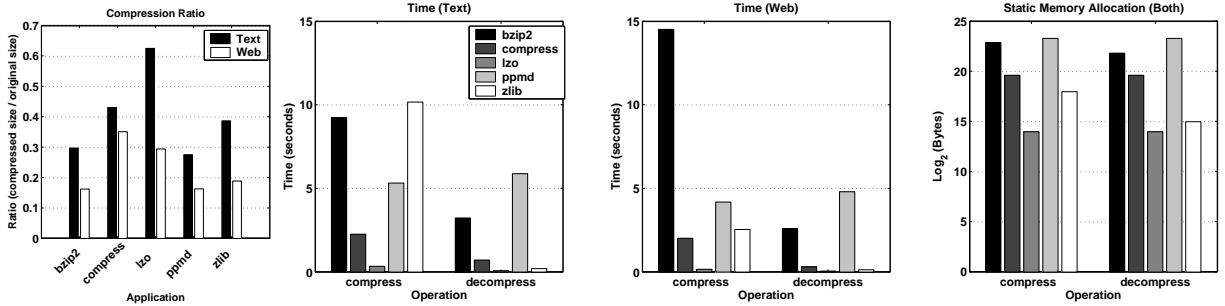 Compression Ratio
0.7
0.6
0.5
0.4
0.3
0.2
0.1
0
Ratio (compressed size / original size)
Text
Web
bzip2
compress
lzo
ppmd
zlib
Application
Time (Text)
15
10
5
0
Time (seconds)
bzip2
compress
lzo
ppmd
zlib
compress
decompress
Operation
Time (Web)
15
10
5
0
Time (seconds)
compress
decompress
Operation
Static Memory Allocation (Both)
25
20
15
10
5
0
Log2 (Bytes)
compress
decompress
Operation